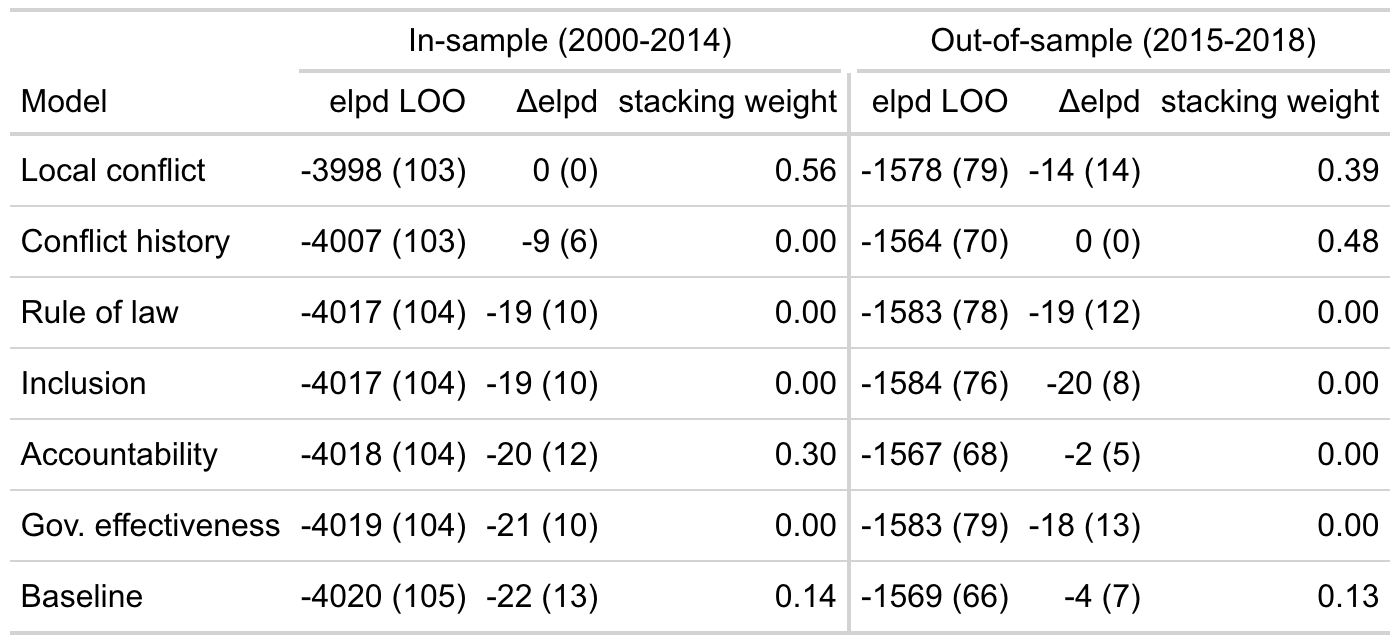 In-sample (2000-2014) Out-of-sample (2015-2018)
Model elpd LOO Δelpd stacking weight elpd LOO Δelpd stacking weight
Local conflict -3998 (103) 0 (0) 0.56 -1578 (79) -14 (14) 0.39
Conflict history -4007 (103) -9 (6) 0.00 -1564 (70) 0 (0) 0.48
Rule of law -4017 (104) -19 (10) 0.00 -1583 (78) -19 (12) 0.00
Inclusion -4017 (104) -19 (10) 0.00 -1584 (76) -20 (8) 0.00
Accountability -4018 (104) -20 (12) 0.30 -1567 (68) -2 (5) 0.00
Gov. effectiveness -4019 (104) -21 (10) 0.00 -1583 (79) -18 (13) 0.00
Baseline -4020 (105) -22 (13) 0.14 -1569 (66) -4 (7) 0.13